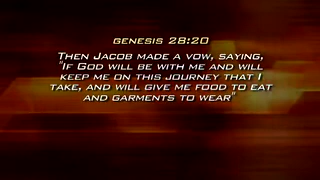 GENESIS 28:20
THEN JACOB MADE A VOW, SAYING,
"IF GOD WILL BE WITH ME AND WILL
KEEP ME ON THIS JOURNEY THAT I
TAKE, AND WILL GIVE ME FOOD TO EAT
AND GARMENTS TO WEAR"